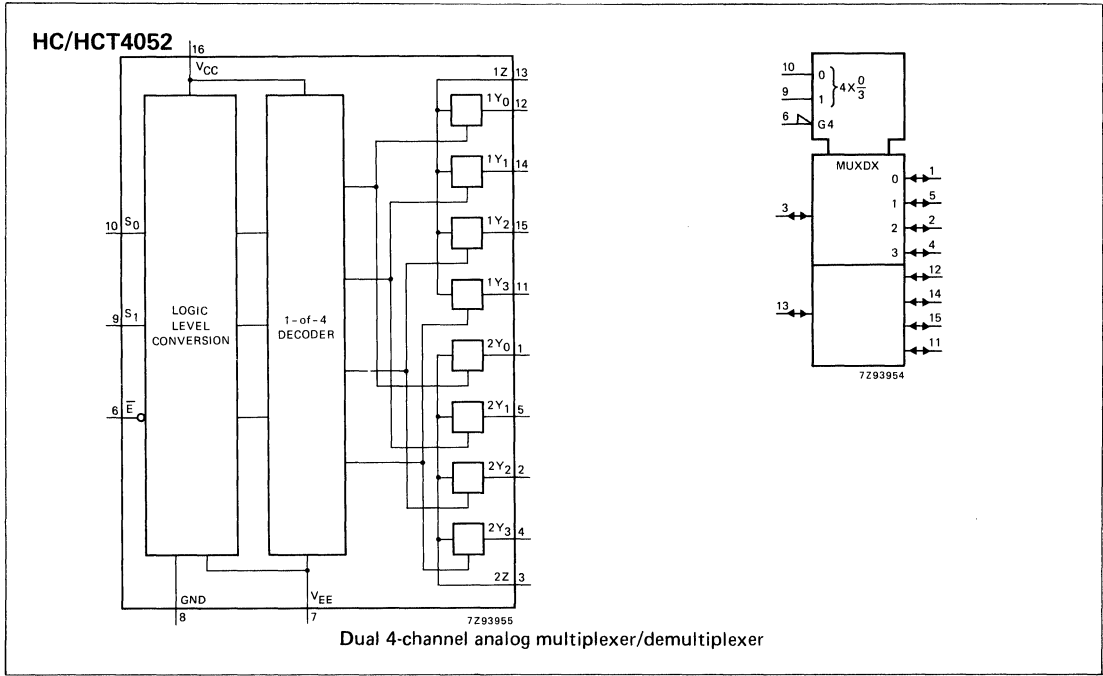 HC/HCT4052
16
VCC
1Z 13
1Y0 12
1Y1 14
1Y2 15
1Y3 11
2Y0 1
2Y1 5
2Y2 2
2Y3 4
2Z 3
10 S0
9 S1
6 E̅
LOGIC
LEVEL
CONVERSION
1-of-4
DECODER
GND
8
VEE
7
7Z93955
10 0
9 1
4X 0/3
6 G4
MUXDX
3
0 1
1 5
2 2
3 4
13
12
14
15
11
7Z93954
Dual 4-channel analog multiplexer/demultiplexer